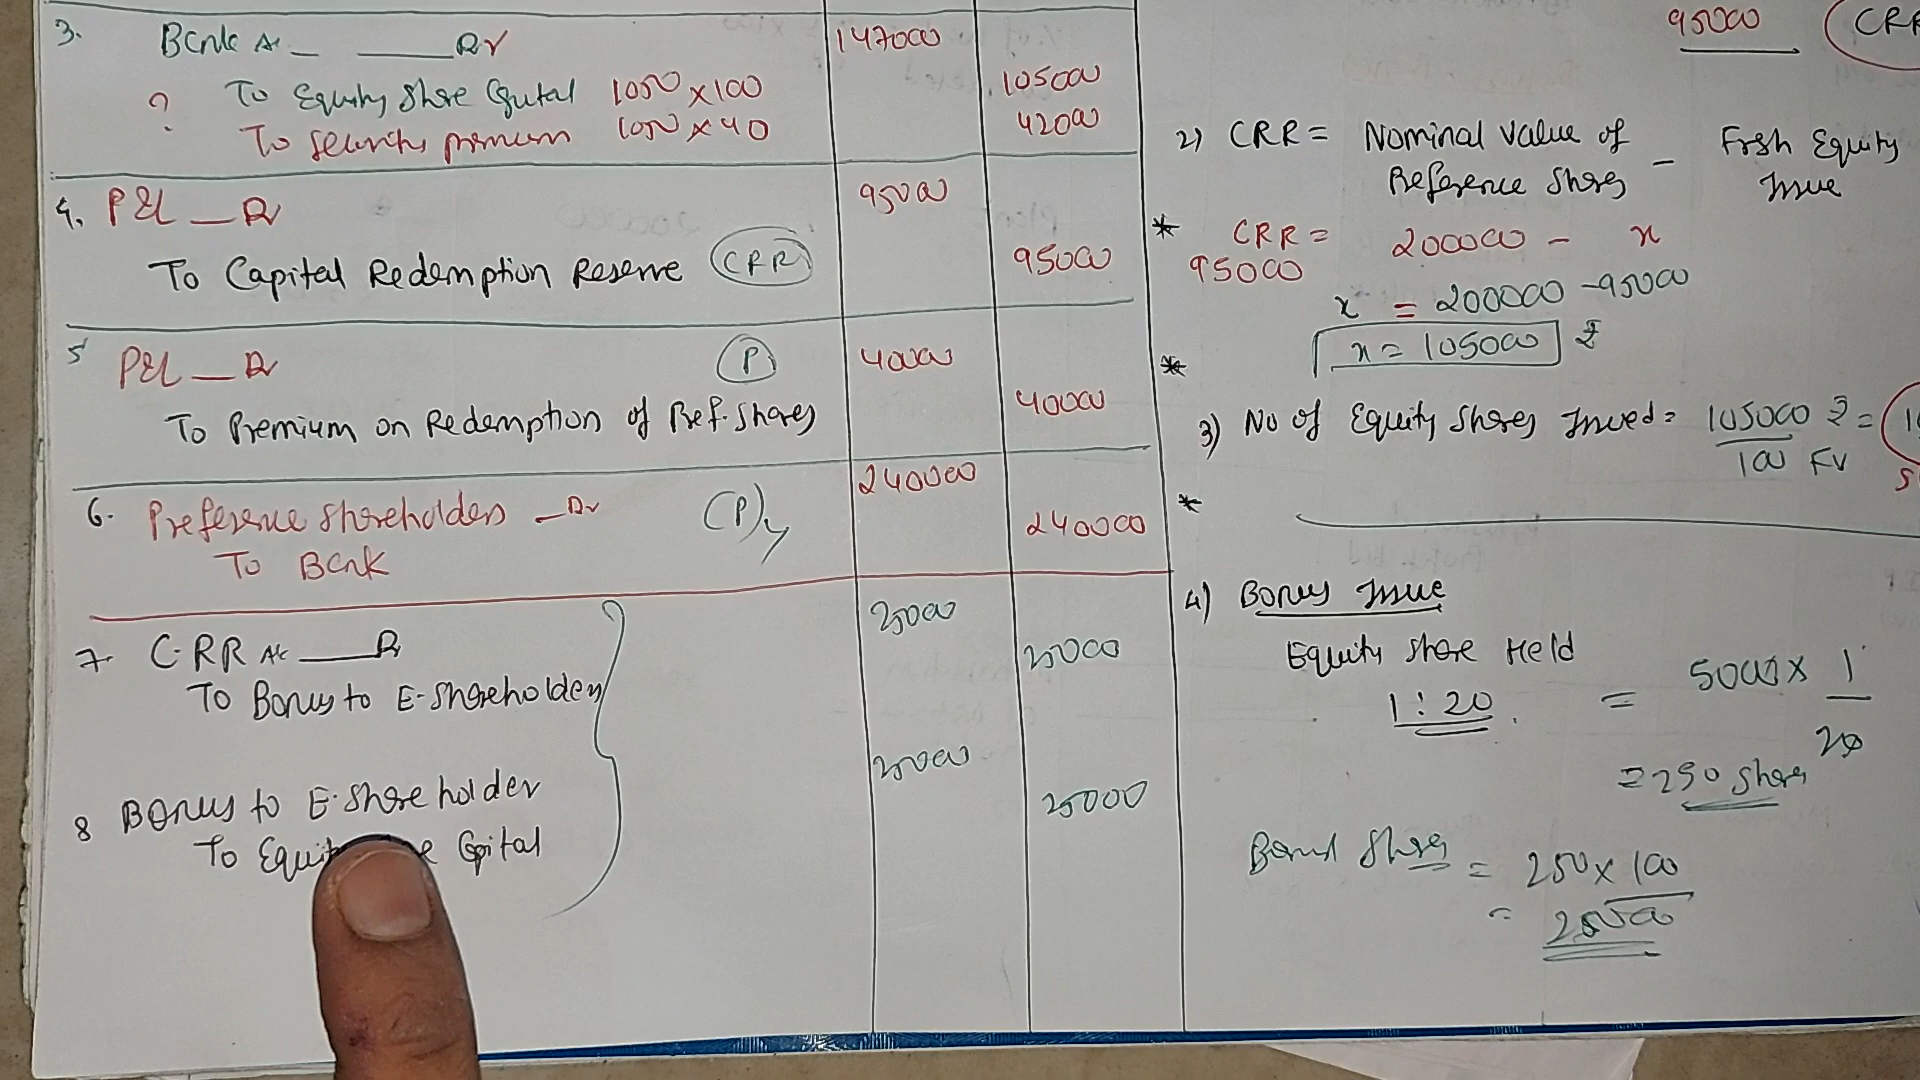 3. Bank A/c Dr 147000
To Equity Share Capital 1050 x 100 105000
? To Security premium 1050 x 40 42000
4. P&L Dr 95000
To Capital Redemption Reserve (CRR) 95000
5 P&L Dr (P) 40000
To Premium on Redemption of Pref. Shares 40000
6. Preference Shareholders Dr (P) 240000
To Bank 240000
7. C.RR A/c Dr 25000
To Bonus to E-Shareholders 25000
8 Bonus to E.Shareholder 25000
To Capital 25000
95000 CRR
2) CRR = Nominal Value of Preference Shares - Fresh Equity Issue
* CRR = 200000 - x
95000
x = 200000 - 95000
x = 105000 ₹
*
3) No of Equity Shares Issued = 105000 ₹ =
100 FV
*
4) Bonus Issue
Equity Share Held = 5000 x 1
1 : 20 20
= 250 Shares
Bonus Shares = 250 x 100
= 25000